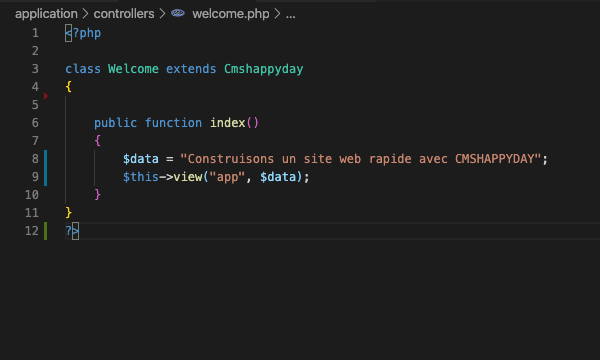 application > controllers > welcome.php > ...
1 <?php
2
3 class Welcome extends Cmshappyday
4 {
5
6 public function index()
7 {
8 $data = "Construisons un site web rapide avec CMSHAPPYDAY";
9 $this->view("app", $data);
10 }
11 }
12 ?>